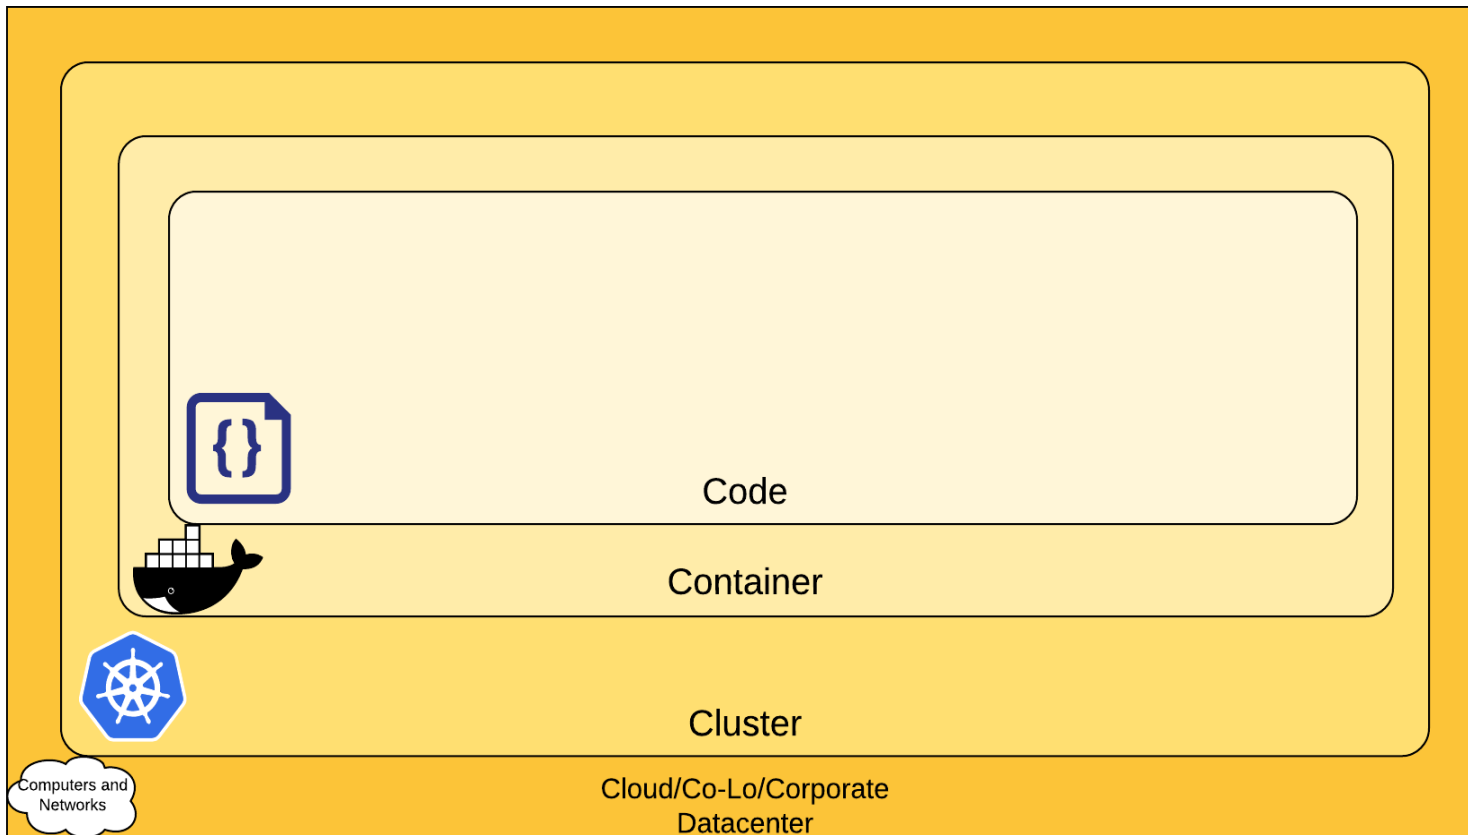 {}
Code
Container
Cluster
Computers and
Networks
Cloud/Co-Lo/Corporate
Datacenter